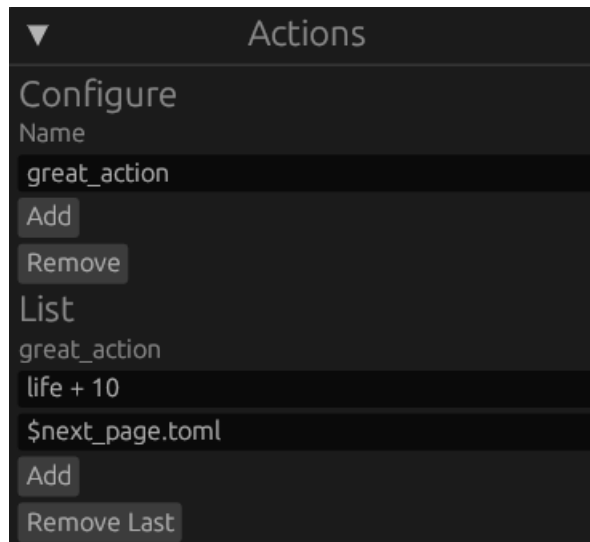 ▼ Actions
Configure
Name
great_action
Add
Remove
List
great_action
life + 10
$next_page.toml
Add
Remove Last